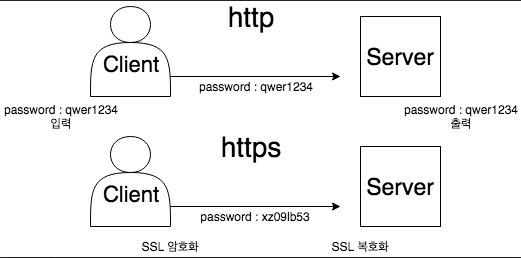 http
Client
Server
password : qwer1234
password : qwer1234
입력
password : qwer1234
출력
https
Client
Server
password : xz09lb53
SSL 암호화
SSL 복호화